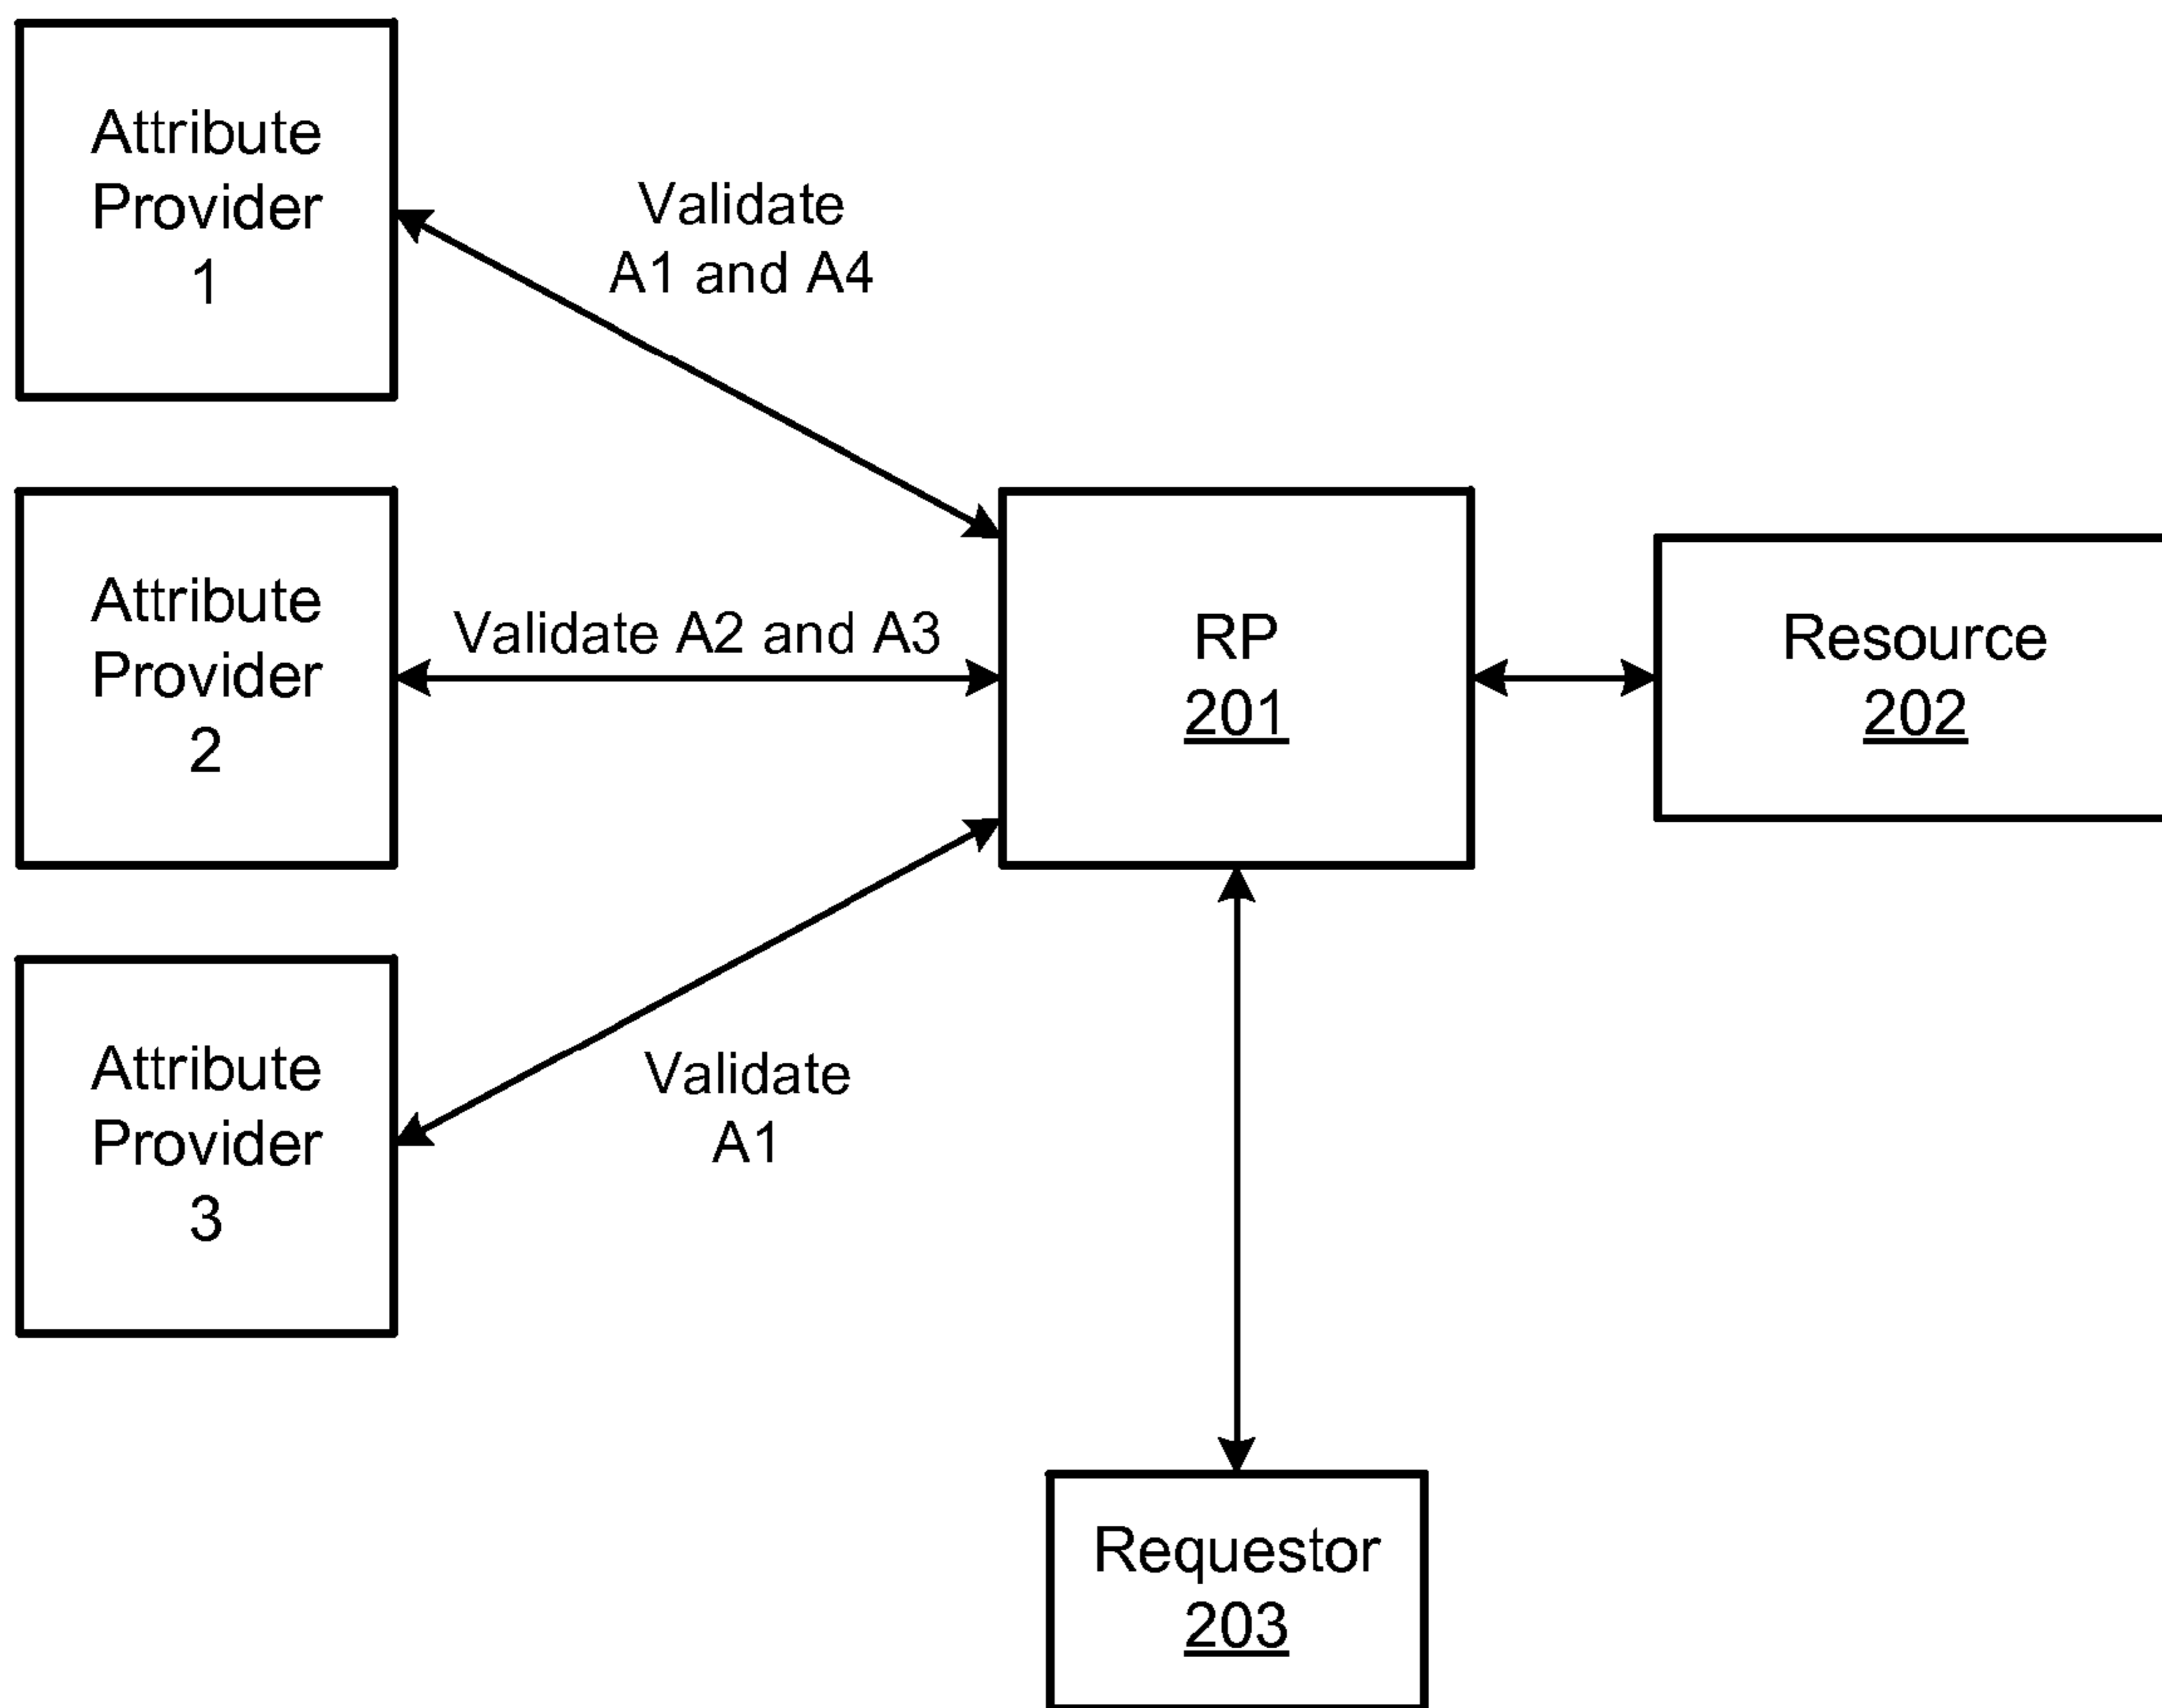 Attribute
Provider
1
Validate
A1 and A4
Attribute
Provider
2
Validate A2 and A3
RP
201
Resource
202
Attribute
Provider
3
Validate
A1
Requestor
203